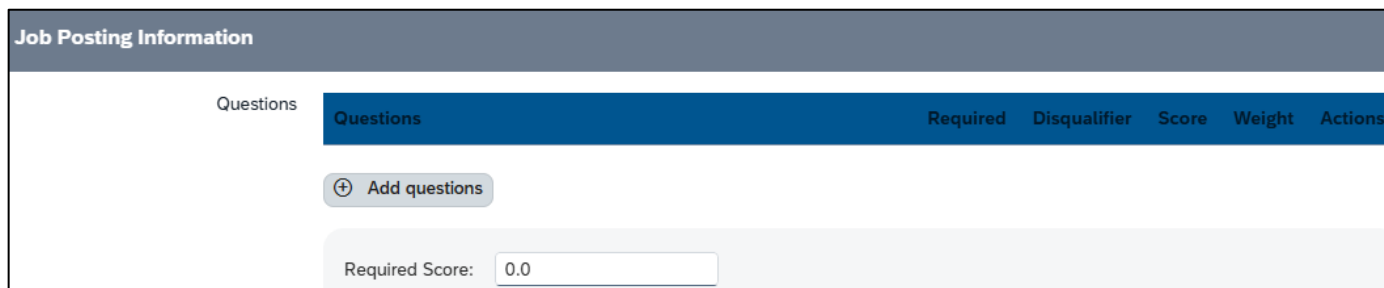 Job Posting Information
Questions
Questions Required Disqualifier Score Weight Actions
Add questions
Required Score: 0.0